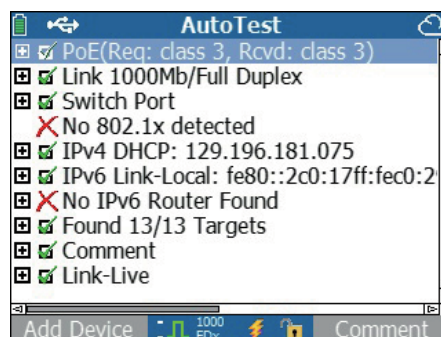 AutoTest
PoE(Req: class 3, Rcvd: class 3)
Link 1000Mb/Full Duplex
Switch Port
No 802.1x detected
IPv4 DHCP: 129.196.181.075
IPv6 Link-Local: fe80::2c0:17ff:fec0:2
No IPv6 Router Found
Found 13/13 Targets
Comment
Link-Live
Add Device 1000 FDx Comment